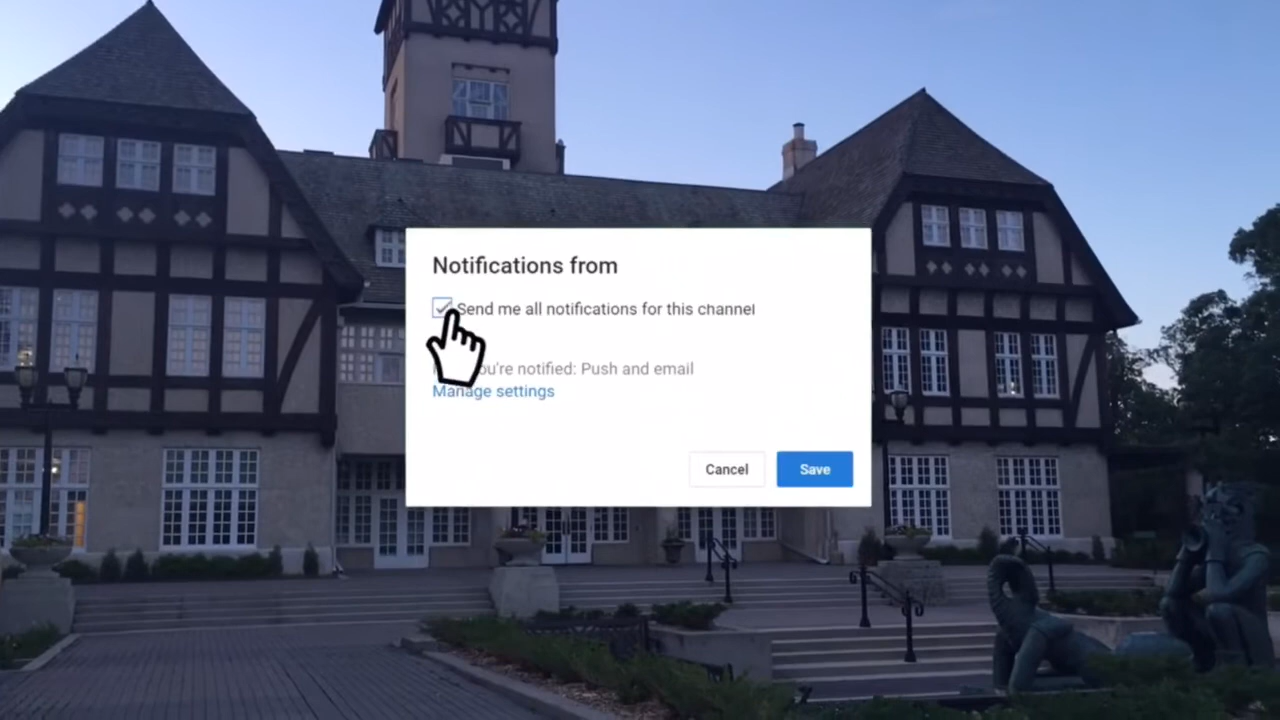 Notifications from
Send me all notifications for this channel
you're notified: Push and email
Manage settings
Cancel
Save